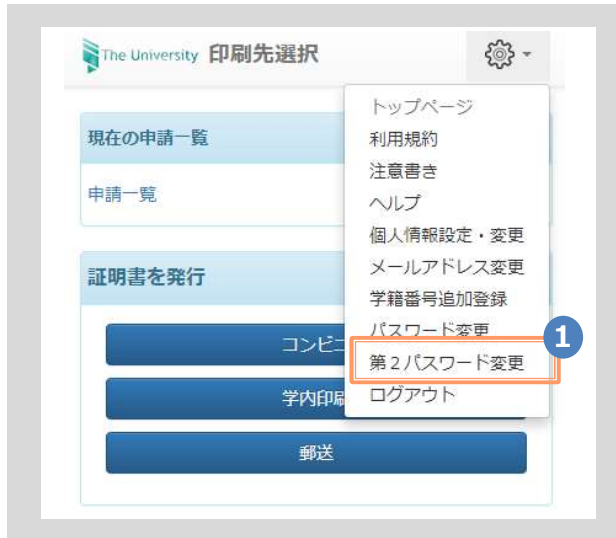 The University 印刷先選択
トップページ
利用規約
注意書き
ヘルプ
個人情報設定・変更
メールアドレス変更
学籍番号追加登録
パスワード変更
第2パスワード変更
ログアウト
1
現在の申請一覧
申請一覧
証明書を発行
コンビニ
学内印刷
郵送